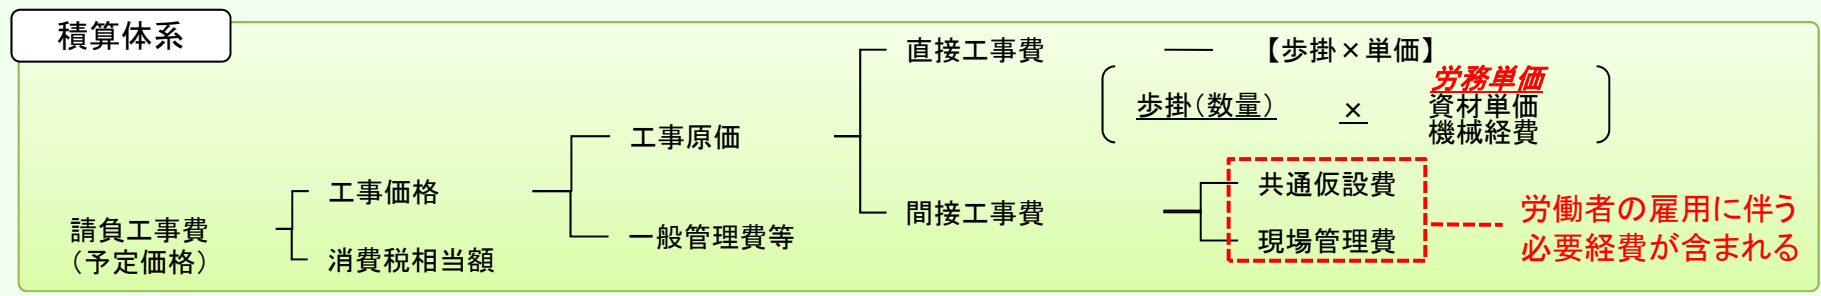 積算体系
直接工事費
【歩掛×単価】
歩掛(数量)
×
労務単価
資材単価
機械経費
工事原価
工事価格
一般管理費等
間接工事費
共通仮設費
現場管理費
労働者の雇用に伴う
必要経費が含まれる
請負工事費
(予定価格)
消費税相当額